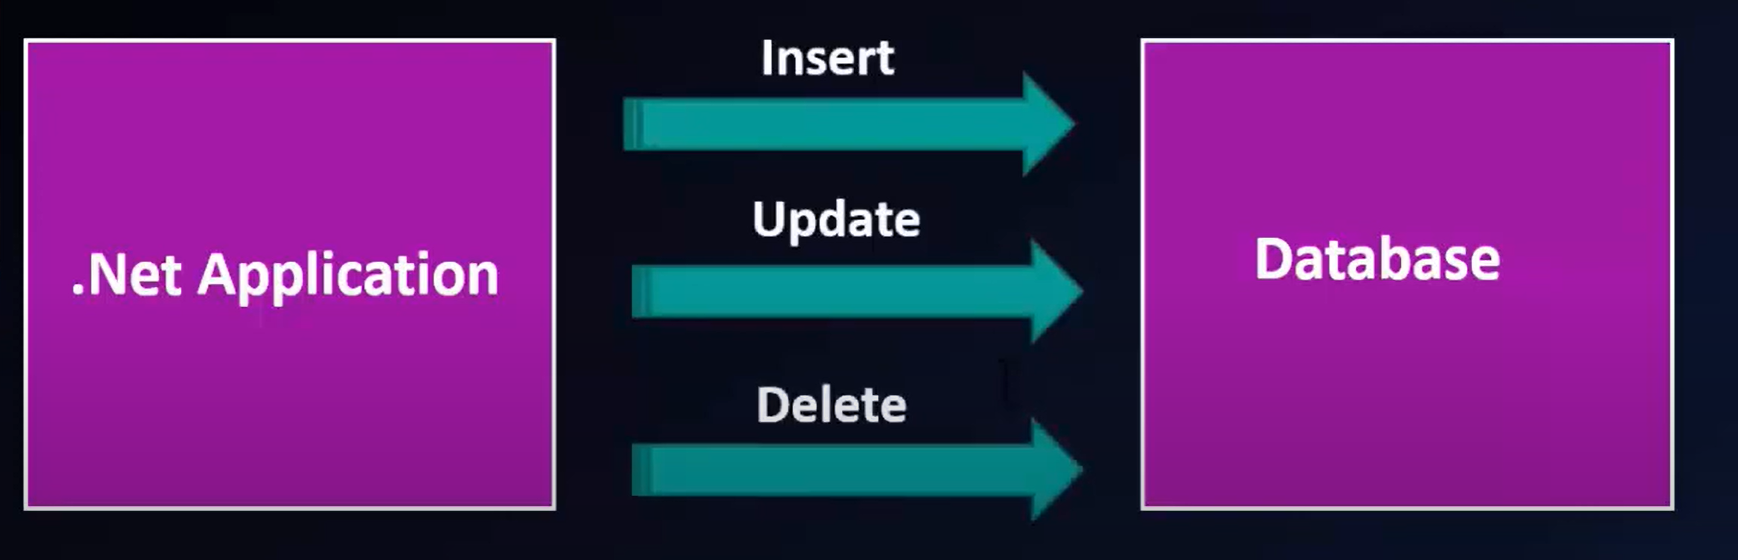 Insert
.Net Application
Update
Database
Delete